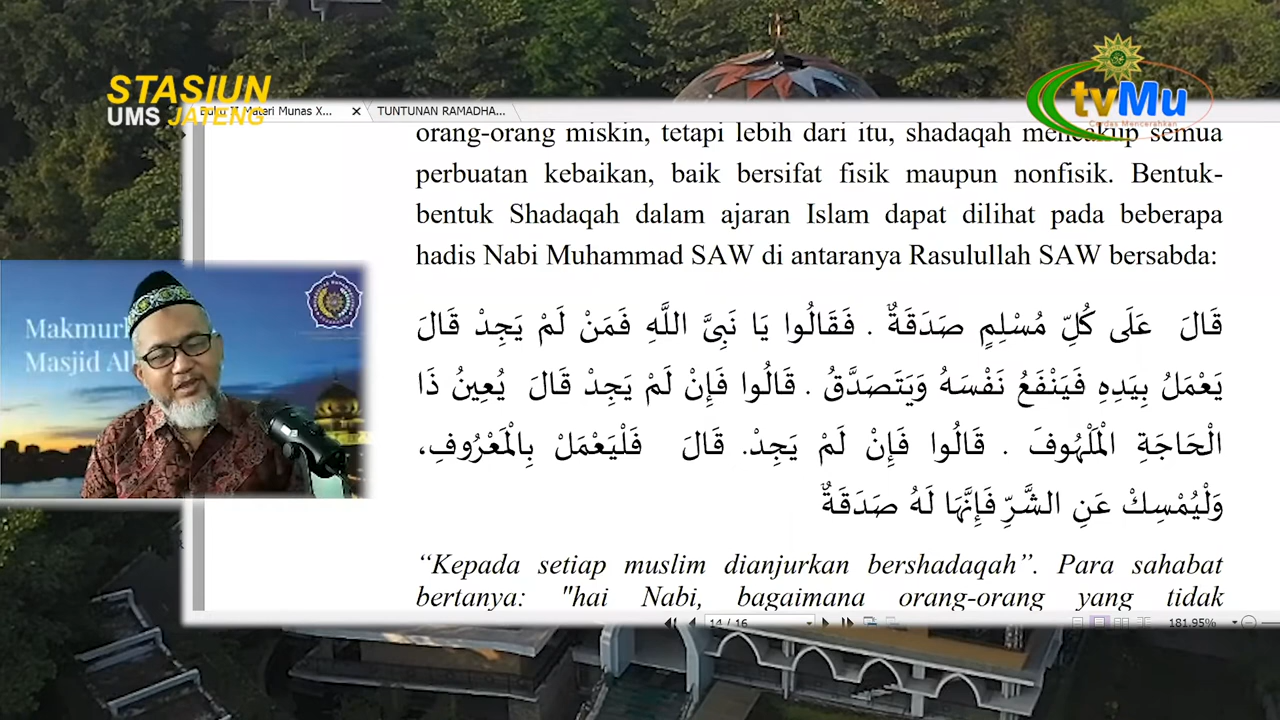 STASIUN
UMS JATENG
Materi Munas X...
TUNTUNAN RAMADHA...
tvMu
Cerdas Mencerahkan
orang-orang miskin, tetapi lebih dari itu, shadaqah mencakup semua
perbuatan kebaikan, baik bersifat fisik maupun nonfisik. Bentuk-
bentuk Shadaqah dalam ajaran Islam dapat dilihat pada beberapa
hadis Nabi Muhammad SAW di antaranya Rasulullah SAW bersabda:
Masjid Al
قَالَ عَلَى كُلِّ مُسْلِمٍ صَدَقَةٌ . فَقَالُوا يَا نَبِىَّ اللَّهِ فَمَنْ لَمْ يَجِدْ قَالَ
يَعْمَلُ بِيَدِهِ فَيَنْفَعُ نَفْسَهُ وَيَتَصَدَّقُ . قَالُوا فَإِنْ لَمْ يَجِدْ قَالَ يُعِينُ ذَا
الْحَاجَةِ الْمَلْهُوفَ . قَالُوا فَإِنْ لَمْ يَجِدْ. قَالَ فَلْيَعْمَلْ بِالْمَعْرُوفِ،
وَلْيُمْسِكْ عَنِ الشَّرِّ فَإِنَّهَا لَهُ صَدَقَةٌ
“Kepada setiap muslim dianjurkan bershadaqah”. Para sahabat
bertanya: "hai Nabi, bagaimana orang-orang yang tidak
14 / 16
181.95%